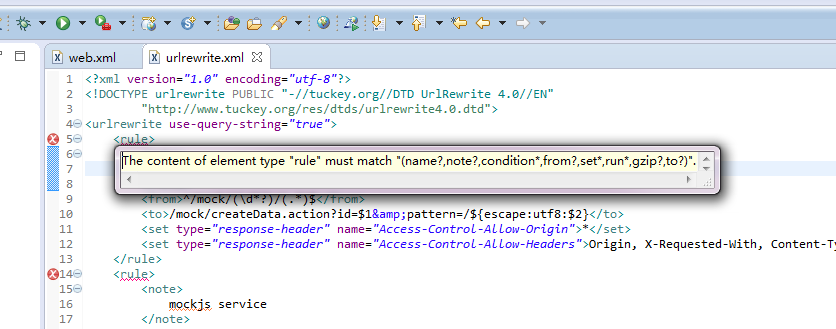 web.xml
urlrewrite.xml
1 <?xml version="1.0" encoding="utf-8"?>
2 <!DOCTYPE urlrewrite PUBLIC "-//tuckey.org//DTD UrlRewrite 4.0//EN"
3 "http://www.tuckey.org/res/dtds/urlrewrite4.0.dtd">
4 <urlrewrite use-query-string="true">
5 <rule>
6
The content of element type "rule" must match "(name?,note?,condition*,from?,set*,run*,gzip?,to?)".
7
8
9 <from>^/mock/(\d*?)/(.*)$</from>
10 <to>/mock/createData.action?id=$1&amp;pattern=/${escape:utf8:$2}</to>
11 <set type="response-header" name="Access-Control-Allow-Origin">*</set>
12 <set type="response-header" name="Access-Control-Allow-Headers">Origin, X-Requested-With, Content-Ty
13 </rule>
14 <rule>
15 <note>
16 mockjs service
17 </note>